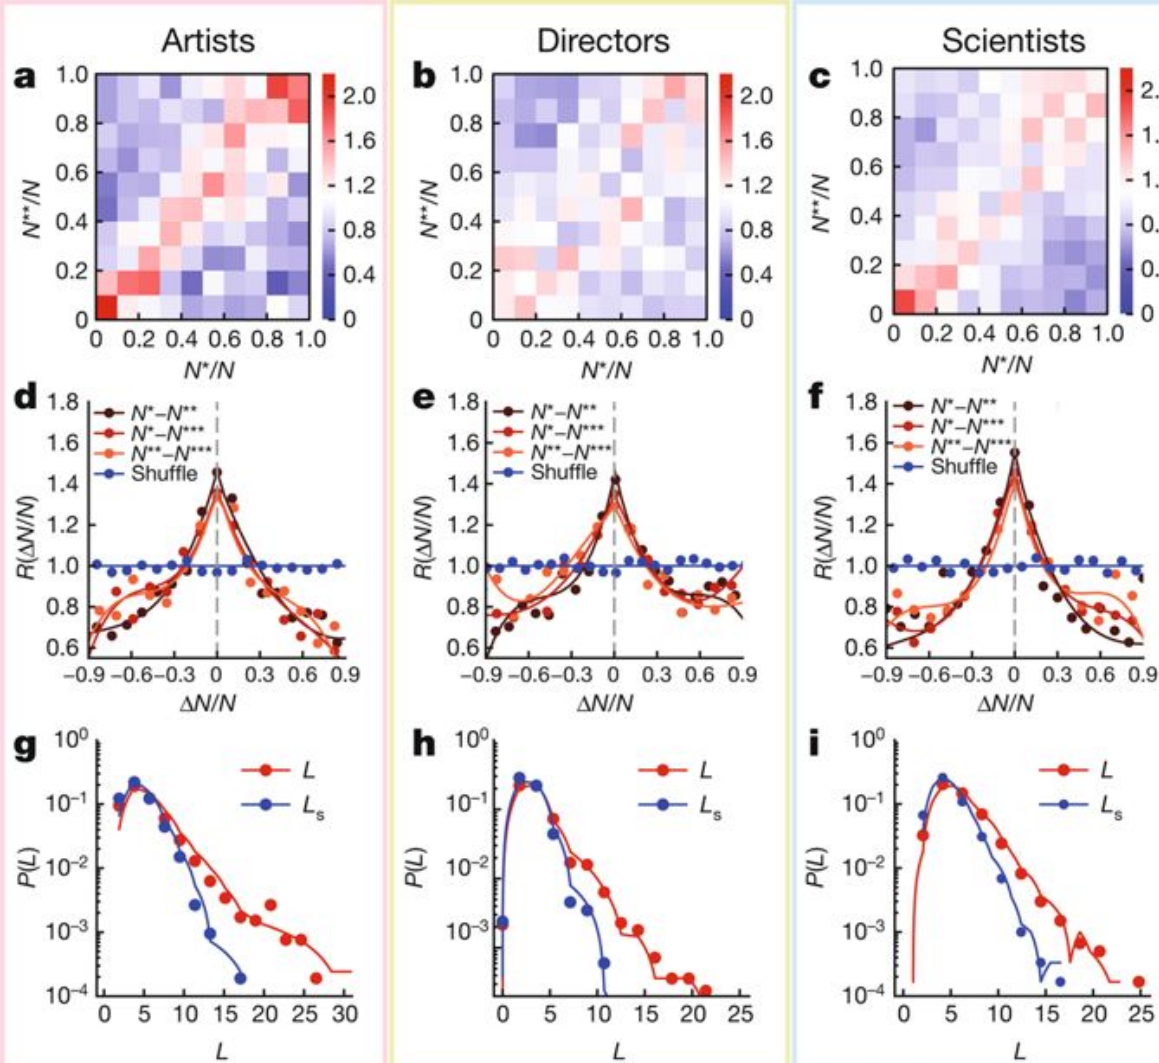 Artists
Directors
Scientists
a
1.0
0.8
0.6
0.4
0.2
0
N**/N
0 0.2 0.4 0.6 0.8 1.0
N*/N
2.0
1.6
1.2
0.8
0.4
0
b
1.0
0.8
0.6
0.4
0.2
0
N**/N
0 0.2 0.4 0.6 0.8 1.0
N*/N
2.0
1.6
1.2
0.8
0.4
0
c
1.0
0.8
0.6
0.4
0.2
0
N**/N
0 0.2 0.4 0.6 0.8 1.0
N*/N
2.
1.
1.
0.
0.
0
d
1.8
1.6
1.4
1.2
1.0
0.8
0.6
R(ΔN/N)
N*–N**
N*–N***
N**–N***
Shuffle
−0.9 −0.6 −0.3 0 0.3 0.6 0.9
ΔN/N
e
1.8
1.6
1.4
1.2
1.0
0.8
0.6
R(ΔN/N)
N*–N**
N*–N***
N**–N***
Shuffle
−0.9 −0.6 −0.3 0 0.3 0.6 0.9
ΔN/N
f
1.8
1.6
1.4
1.2
1.0
0.8
0.6
R(ΔN/N)
N*–N**
N*–N***
N**–N***
Shuffle
−0.9 −0.6 −0.3 0 0.3 0.6 0.9
ΔN/N
g
10⁰
10⁻¹
10⁻²
10⁻³
10⁻⁴
P(L)
L
Lₛ
0 5 10 15 20 25 30
L
h
10⁰
10⁻¹
10⁻²
10⁻³
P(L)
L
Lₛ
0 5 10 15 20 25
L
i
10⁰
10⁻¹
10⁻²
10⁻³
10⁻⁴
P(L)
L
Lₛ
0 5 10 15 20 25
L